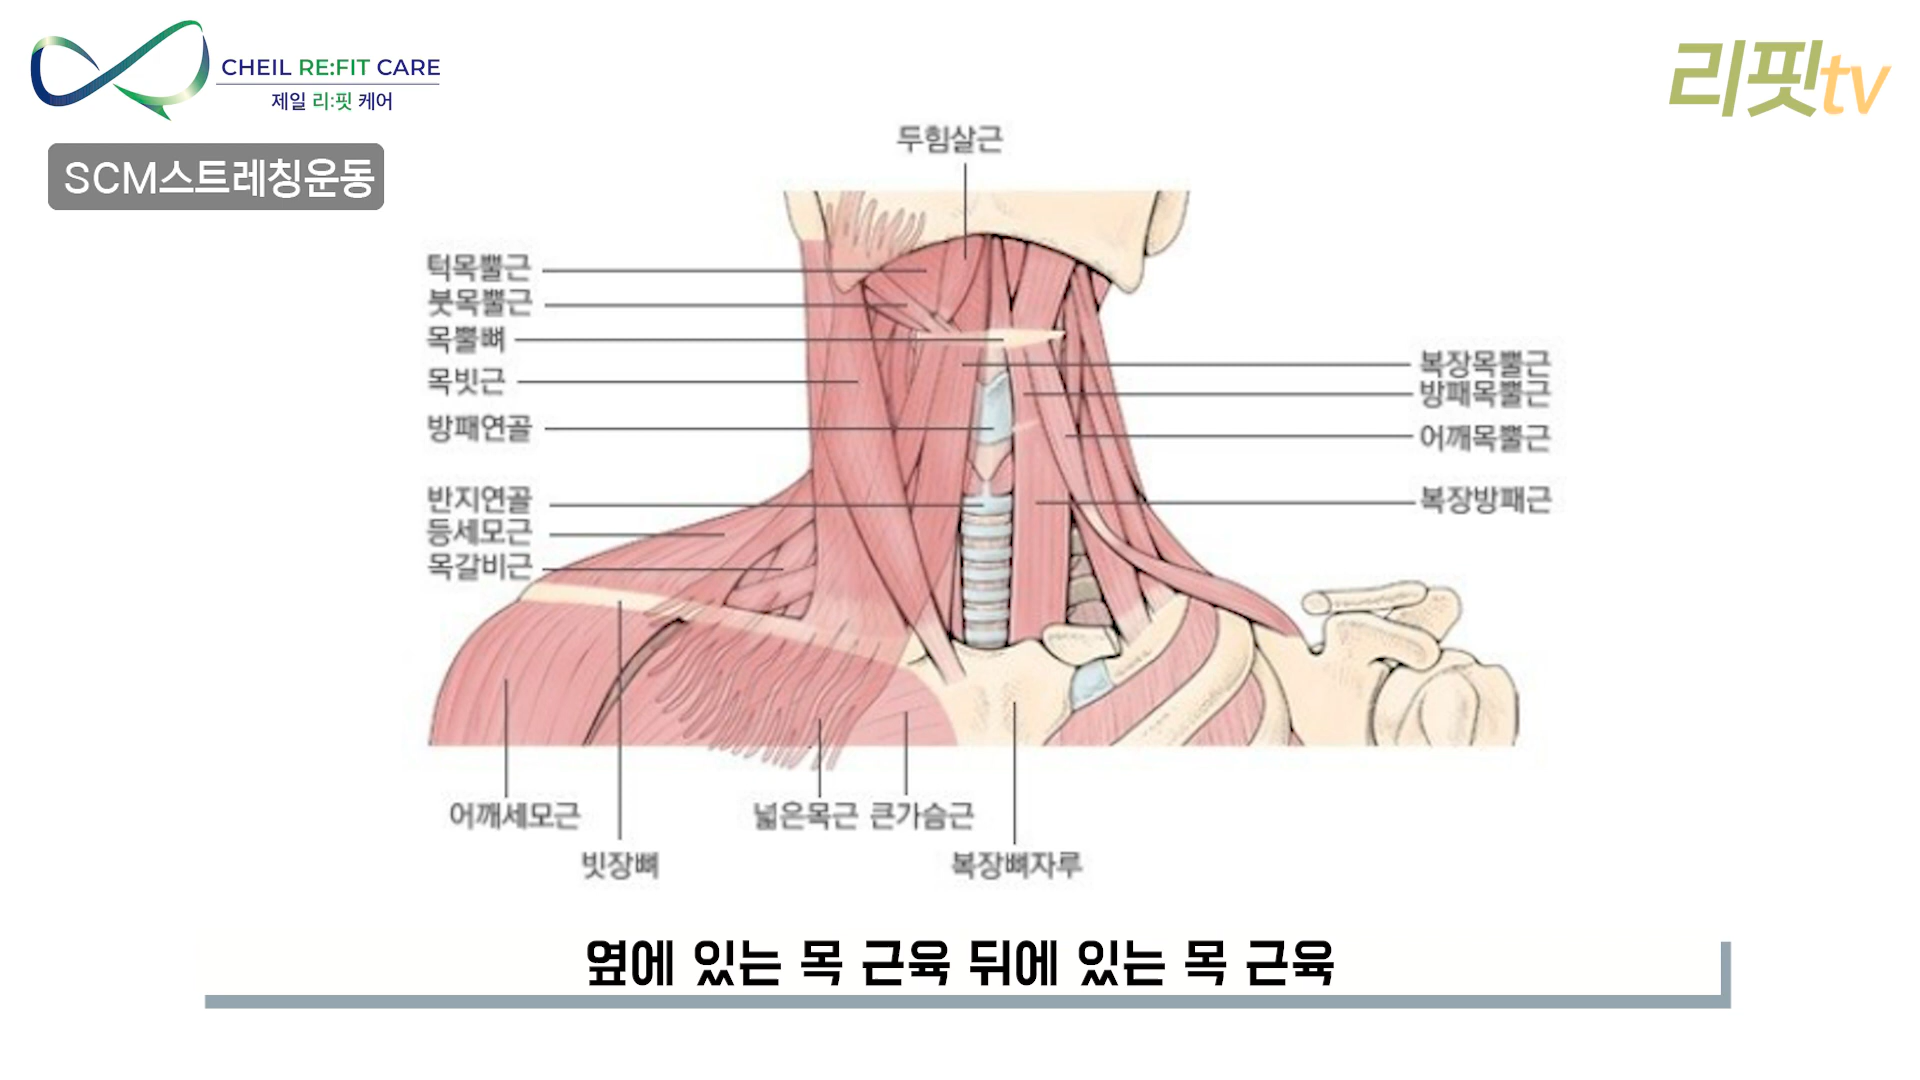 CHEIL RE:FIT CARE
제일 리:핏 케어
리핏tv
SCM스트레칭운동
두힘살근
턱목뿔근
붓목뿔근
목뿔뼈
목빗근
방패연골
반지연골
등세모근
목갈비근
복장목뿔근
방패목뿔근
어깨목뿔근
복장방패근
어깨세모근
빗장뼈
넓은목근
큰가슴근
복장뼈자루
옆에 있는 목 근육 뒤에 있는 목 근육